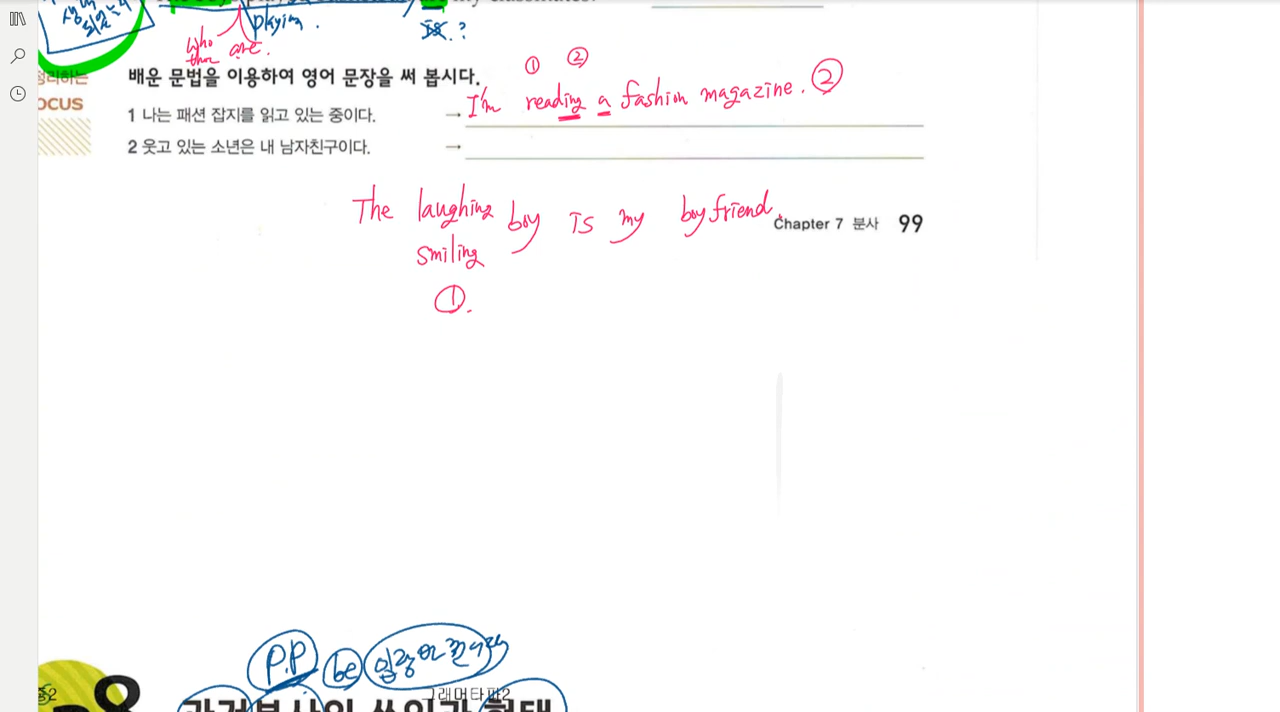 playing.
who are.
배운 문법을 이용하여 영어 문장을 써 봅시다.
① ②
OCUS
1 나는 패션 잡지를 읽고 있는 중이다. → I'm reading a fashion magazine. ②
2 웃고 있는 소년은 내 남자친구이다. →
The laughing boy is my boyfriend.
smiling
①.
Chapter 7 분사 99
P.P be
그래머타파2
8